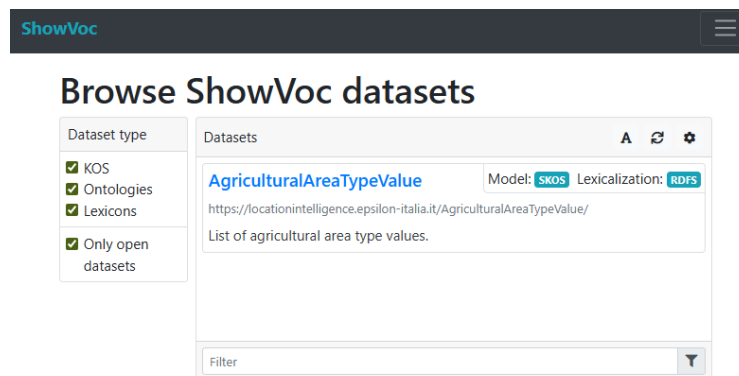 ShowVoc
Browse ShowVoc datasets
Dataset type
KOS
Ontologies
Lexicons
Only open
datasets
Datasets
A
AgriculturalAreaTypeValue
Model: SKOS Lexicalization: RDFS
https://locationintelligence.epsilon-italia.it/AgriculturalAreaTypeValue/
List of agricultural area type values.
Filter